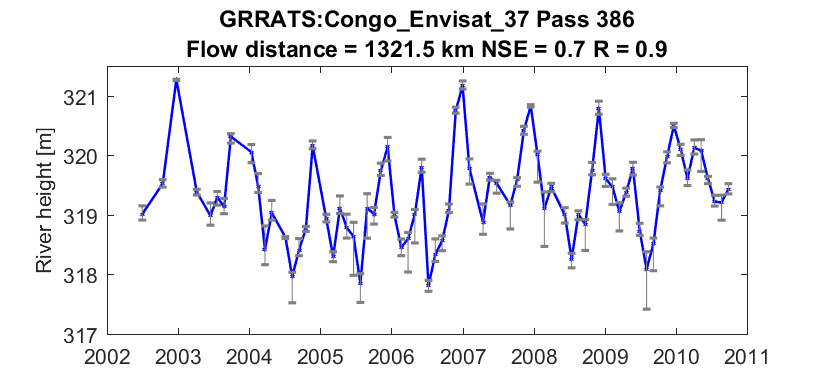 GRRATS:Congo_Envisat_37 Pass 386
Flow distance = 1321.5 km NSE = 0.7 R = 0.9
River height [m]
321
320
319
318
317
2002 2003 2004 2005 2006 2007 2008 2009 2010 2011